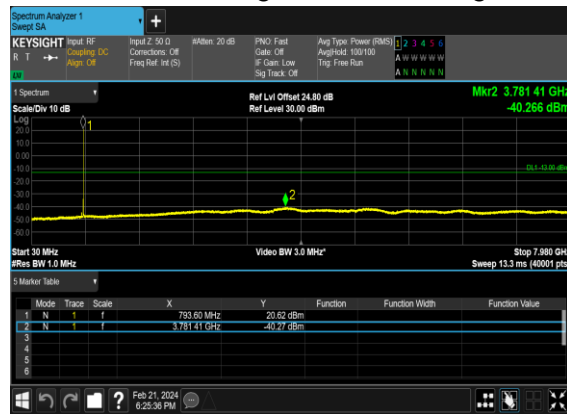 Spectrum Analyzer 1
Swept SA
+
KEYSIGHT Input: RF Input Z: 50 Ω #Atten: 20 dB PNO: Fast Avg Type: Power (RMS) 1 2 3 4 5 6
R T Coupling: DC Corrections: Off Gate: Off Avg|Hold: 100/100 A W W W W W
Align: Off Freq Ref: Int (S) IF Gain: Low Trig: Free Run
Sig Track: Off A N N N N N
1 Spectrum Ref Lvl Offset 24.80 dB Mkr2 3.781 41 GHz
Scale/Div 10 dB Ref Level 30.00 dBm -40.266 dBm
Log
20.0
10.0
0.00
-10.0
-20.0
-30.0
-40.0
-50.0
-60.0
1
2
DL1 -13.00 dBm
Start 30 MHz Video BW 3.0 MHz* Stop 7.980 GHz
#Res BW 1.0 MHz Sweep 13.3 ms (40001 pts)
5 Marker Table
Mode Trace Scale X Y Function Function Width Function Value
1 N 1 f 793.60 MHz 20.62 dBm
2 N 1 f 3.781 41 GHz -40.27 dBm
3
4
5
6
? Feb 21, 2024
6:25:36 PM